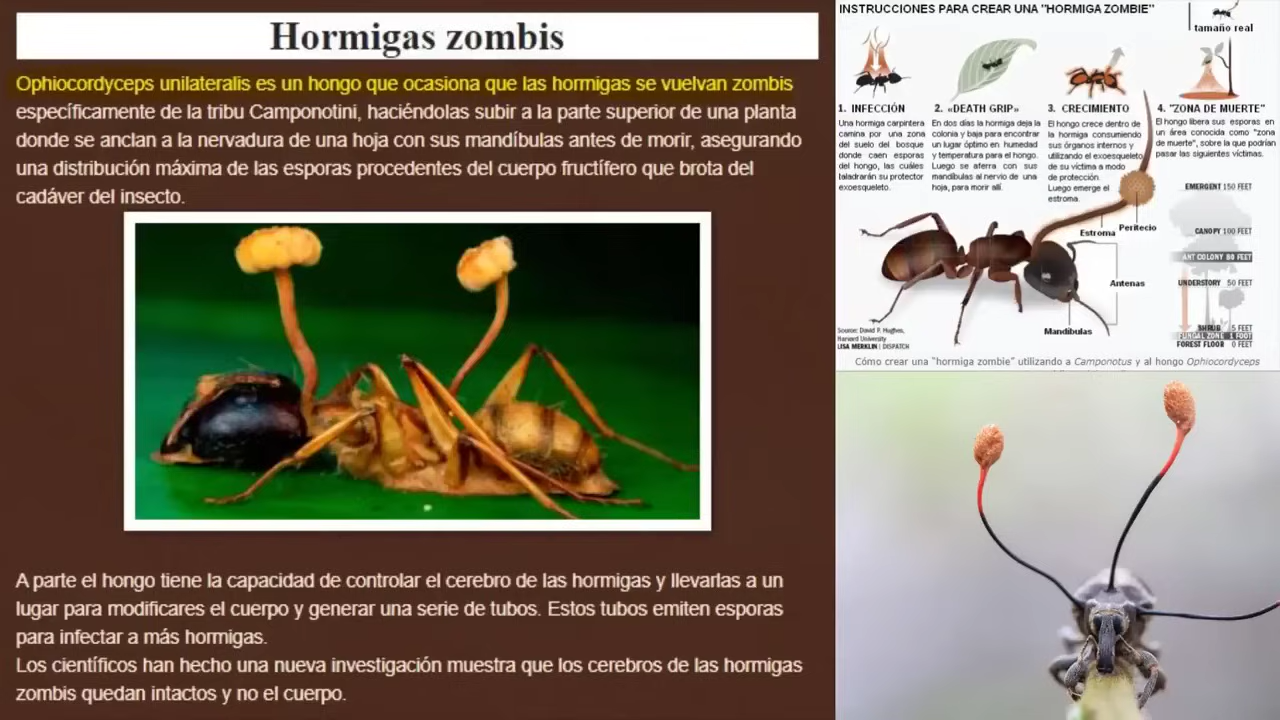 Hormigas zombis
Ophiocordyceps unilateralis es un hongo que ocasiona que las hormigas se vuelvan zombis
específicamente de la tribu Camponotini, haciéndolas subir a la parte superior de una planta
donde se anclan a la nervadura de una hoja con sus mandíbulas antes de morir, asegurando
una distribución máxima de las esporas procedentes del cuerpo fructífero que brota del
cadáver del insecto.
A parte el hongo tiene la capacidad de controlar el cerebro de las hormigas y llevarlas a un
lugar para modificares el cuerpo y generar una serie de tubos. Estos tubos emiten esporas
para infectar a más hormigas.
Los científicos han hecho una nueva investigación muestra que los cerebros de las hormigas
zombis quedan intactos y no el cuerpo.
INSTRUCCIONES PARA CREAR UNA "HORMIGA ZOMBIE"
tamaño real
1. INFECCIÓN
Una hormiga carpintera
camina por una zona
del suelo del bosque
donde caen esporas
del hongo, las cuáles
taladrarán su protector
exoesqueleto.
2. «DEATH GRIP»
En dos días la hormiga deja la
colonia y baja para encontrar
un lugar óptimo en humedad
y temperatura para el hongo.
Luego se aferra con sus
mandíbulas al nervio de una
hoja, para morir allí.
3. CRECIMIENTO
El hongo crece dentro de
la hormiga consumiendo
sus órganos internos y
utilizando el exoesqueleto
de su víctima a modo
de protección.
Luego emerge el
estroma.
4. "ZONA DE MUERTE"
El hongo libera sus esporas en
un área conocida como "zona
de muerte", sobre la que podrían
pasar las siguientes víctimas.
EMERGENT 150 FEET
CANOPY 100 FEET
ANT COLONY 80 FEET
UNDERSTORY 50 FEET
SHRUB 5 FEET
FUNGAL ZONE 1 FOOT
FOREST FLOOR 0 FEET
Estroma
Peritecio
Antenas
Mandíbulas
Source: David P. Hughes,
Harvard University
LISA MERKLIN | DISPATCH
Cómo crear una "hormiga zombie" utilizando a Camponotus y al hongo Ophiocordyceps